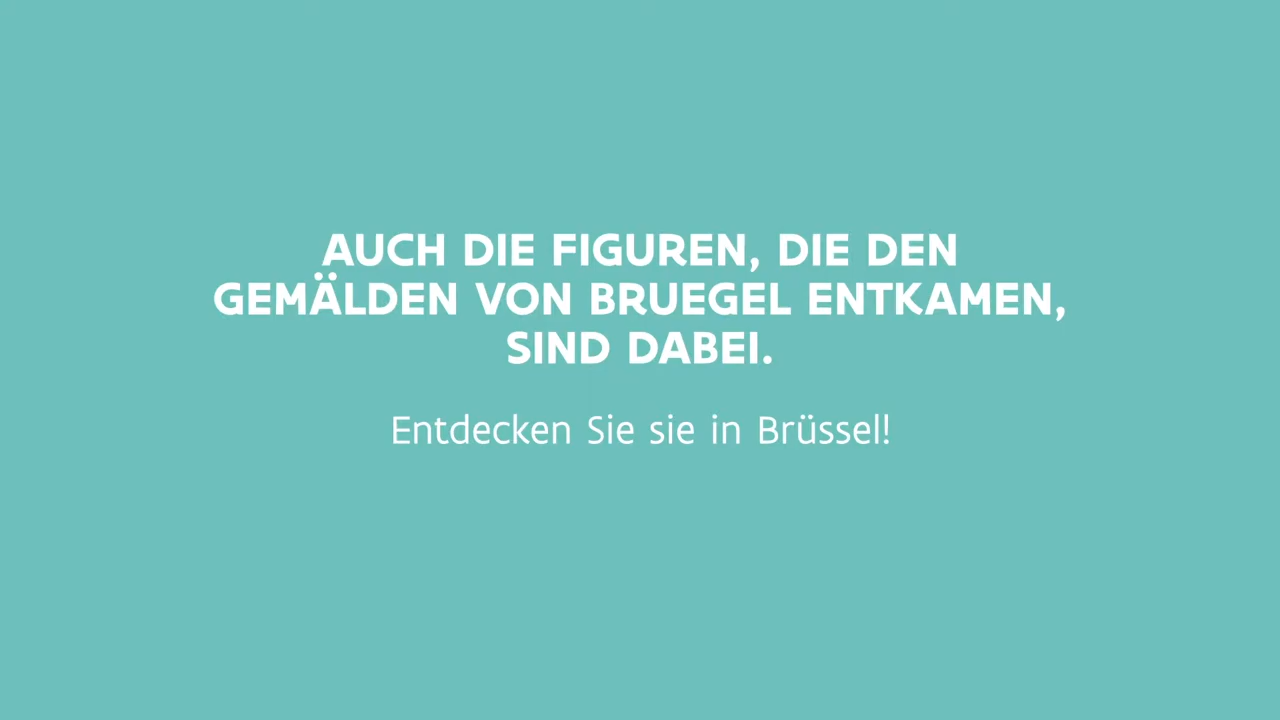 AUCH DIE FIGUREN, DIE DEN
GEMÄLDEN VON BRUEGEL ENTKAMEN,
SIND DABEI.
Entdecken Sie sie in Brüssel!